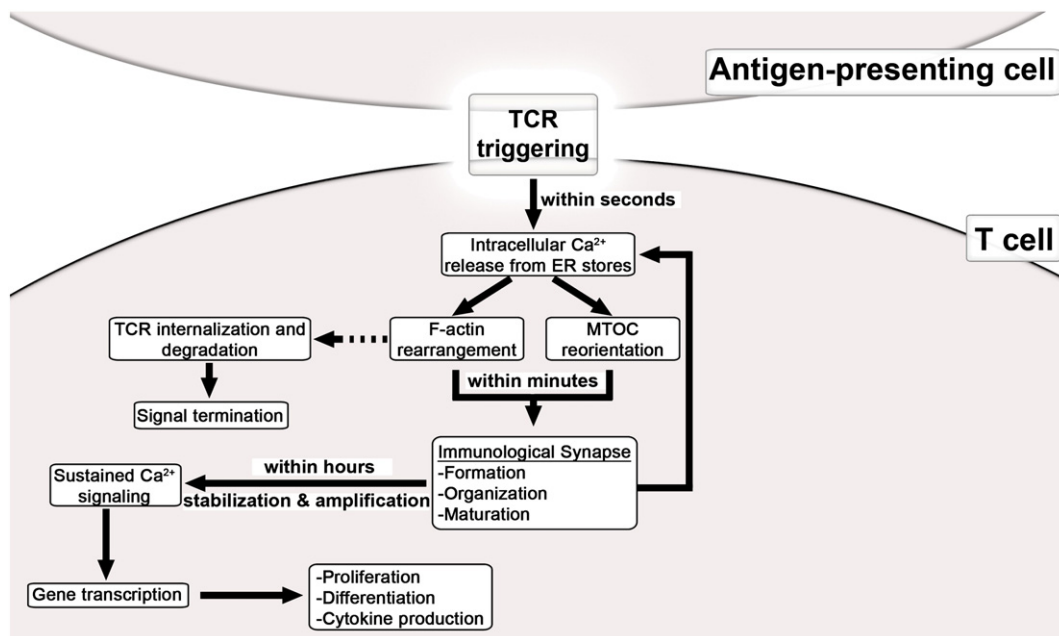 Antigen-presenting cell
TCR
triggering
within seconds
T cell
Intracellular Ca²⁺
release from ER stores
TCR internalization and
degradation
F-actin
rearrangement
MTOC
reorientation
within minutes
Signal termination
Immunological Synapse
-Formation
-Organization
-Maturation
within hours
stabilization & amplification
Sustained Ca²⁺
signaling
Gene transcription
-Proliferation
-Differentiation
-Cytokine production